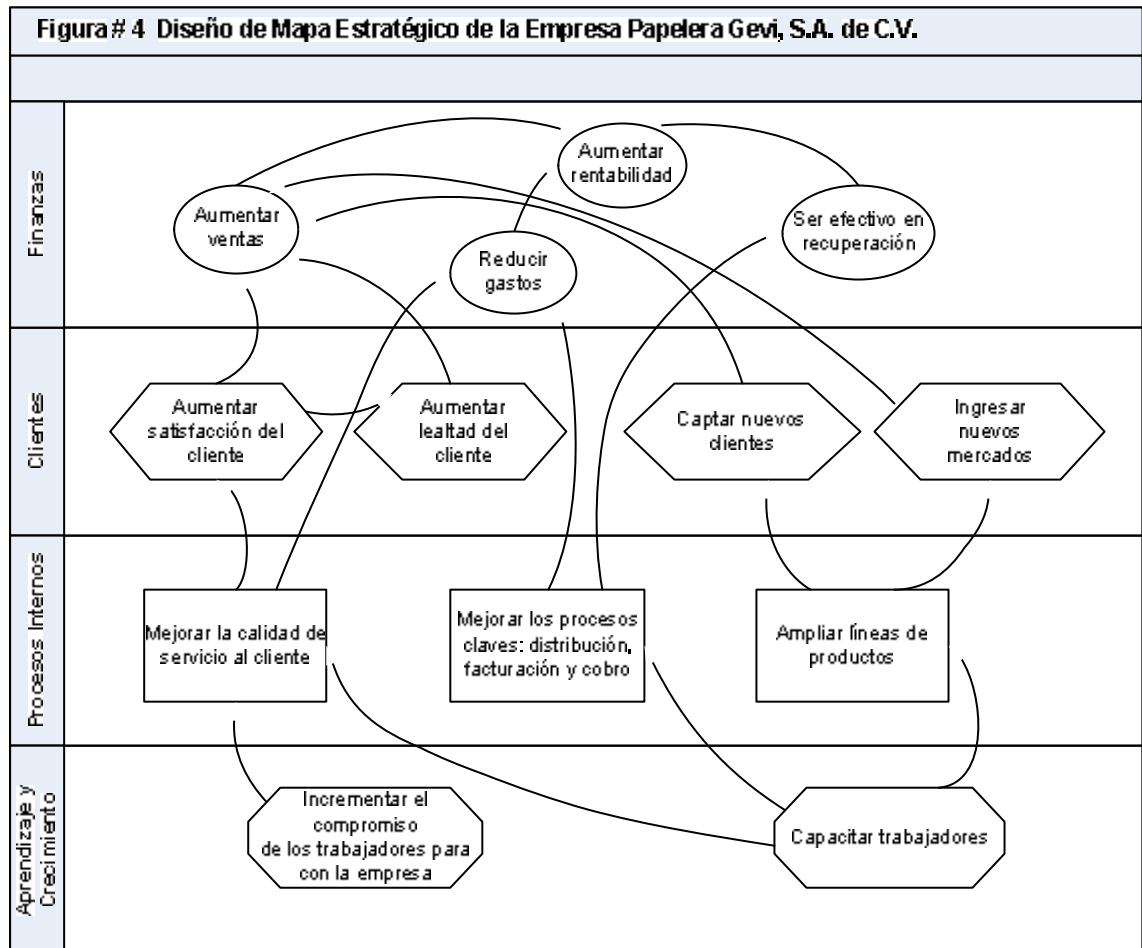 Figura # 4 Diseño de Mapa Estratégico de la Empresa Papelera Gevi, S.A. de C.V.
Finanzas
Aumentar
rentabilidad
Aumentar
ventas
Ser efectivo en
recuperación
Reducir
gastos
Clientes
Aumentar
satisfacción del
cliente
Aumentar
lealtad del
cliente
Captar nuevos
clientes
Ingresar
nuevos
mercados
Procesos Internos
Mejorar la calidad de
servicio al cliente
Mejorar los procesos
claves: distribución,
facturación y cobro
Ampliar líneas de
productos
Aprendizaje y
Crecimiento
Incrementar el
compromiso
de los trabajadores para
con la empresa
Capacitar trabajadores